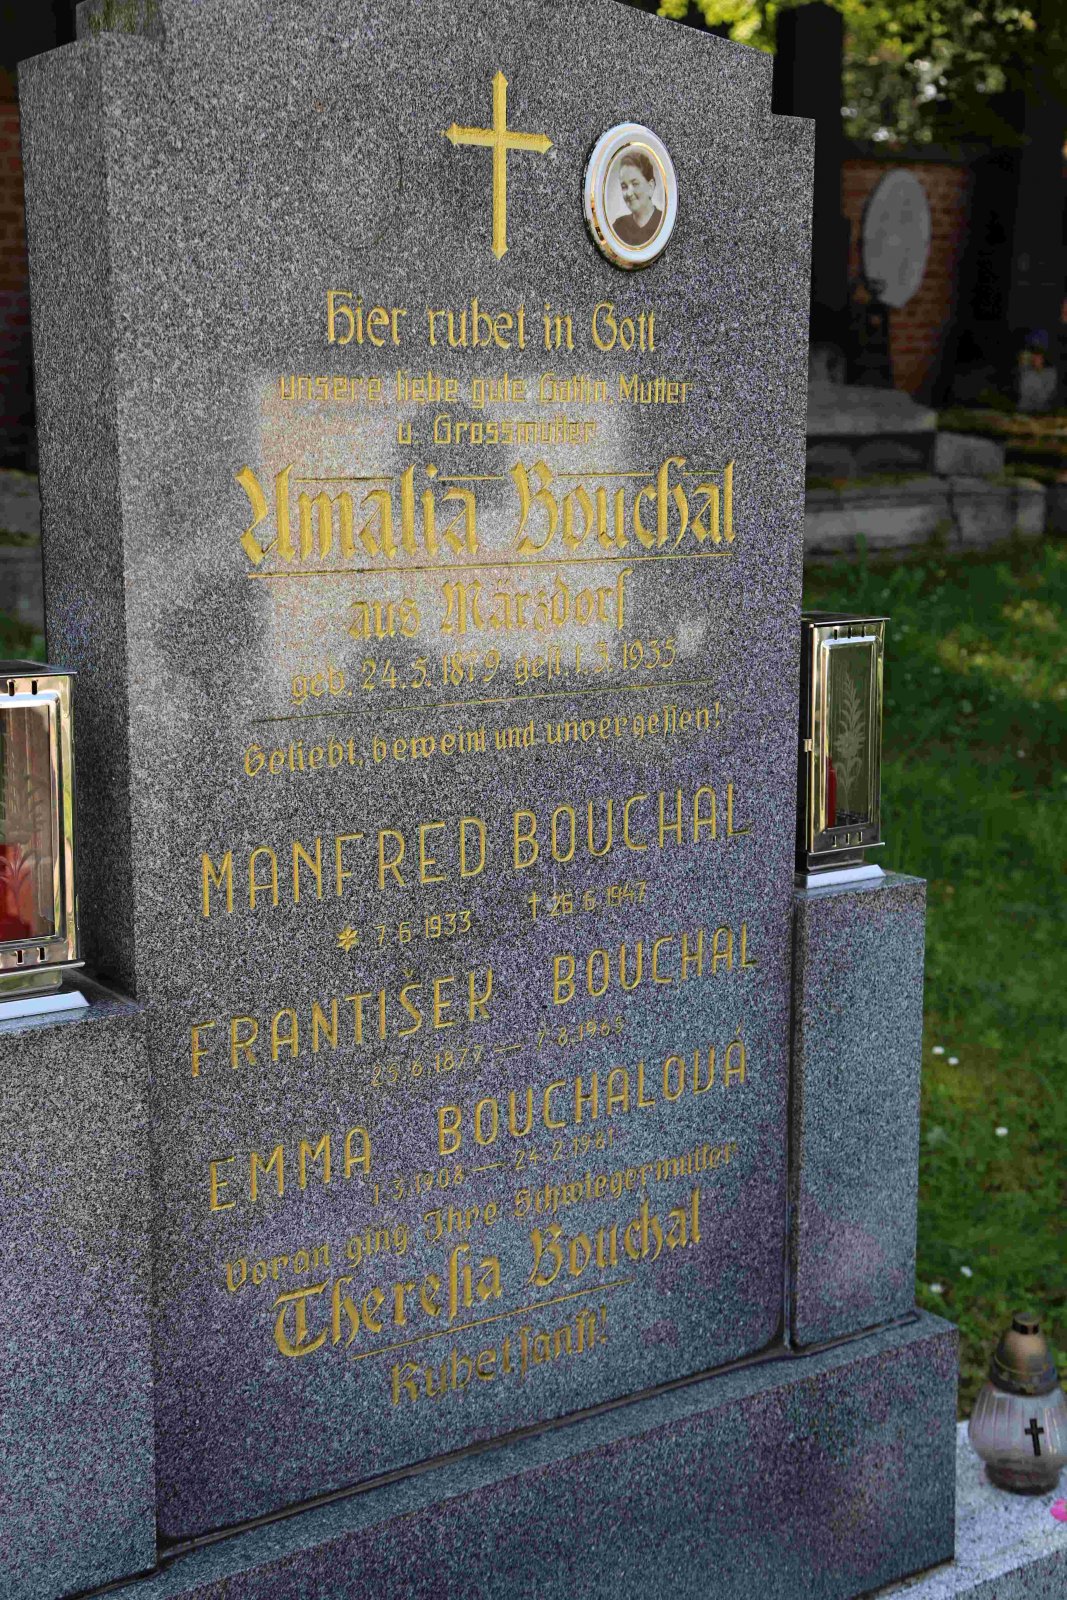 Hier ruhet in Gott
unsere liebe gute Gattin, Mutter
u. Grossmutter
Amalia Bouchal
aus Märzdorf
geb. 24.5.1879 gest. 1.3.1935
Geliebt, beweint und unvergessen!
MANFRED BOUCHAL
* 7.6.1933. † 26.6.1947
FRANTIŠEK BOUCHAL
25.6.1877 — 7.8.1965
EMMA BOUCHALOVÁ
1.3.1908 — 24.2.1981
Voran ging Ihre Schwiegermutter
Theresia Bouchal
Ruhet sanft!